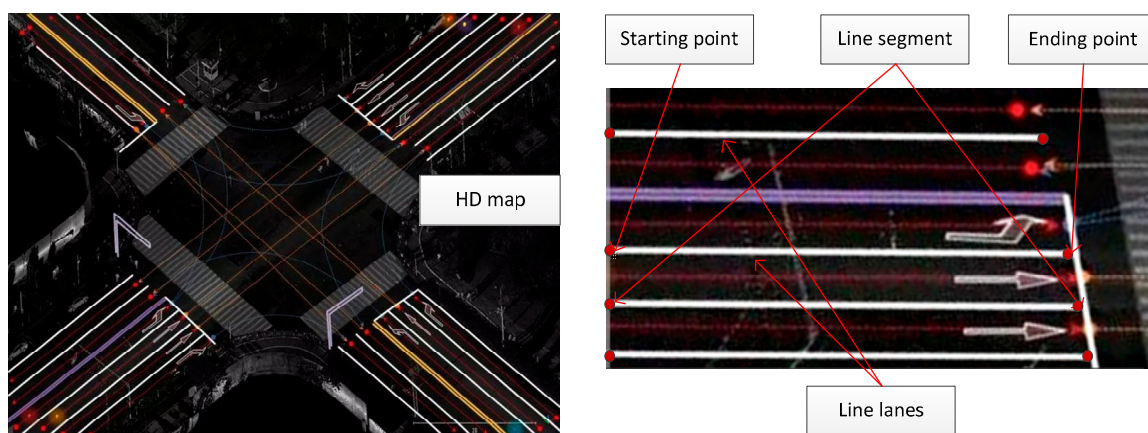 Starting point
Line segment
Ending point
HD map
Line lanes